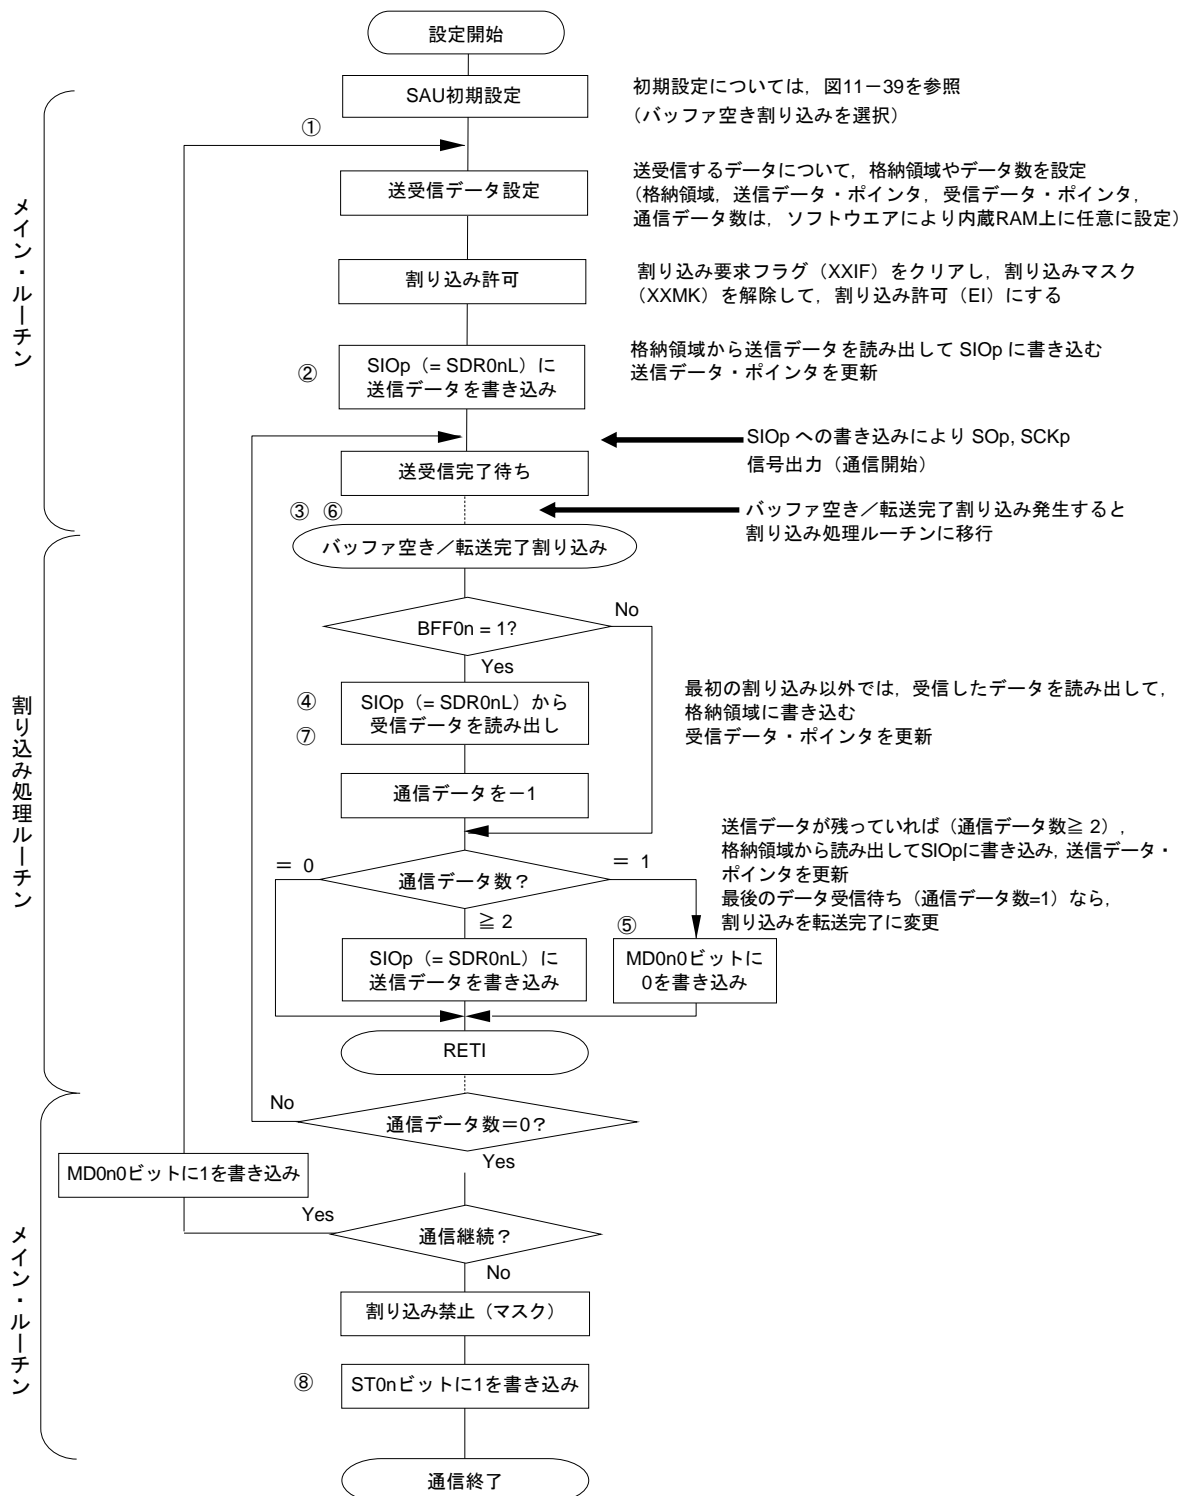 設定開始
SAU初期設定
初期設定については，図11－39を参照
（バッファ空き割り込みを選択）
①
送受信データ設定
送受信するデータについて，格納領域やデータ数を設定
（格納領域，送信データ・ポインタ，受信データ・ポインタ，
通信データ数は，ソフトウエアにより内蔵RAM上に任意に設定）
メイン・ルーチン
割り込み許可
割り込み要求フラグ（XXIF）をクリアし，割り込みマスク
（XXMK）を解除して，割り込み許可（EI）にする
②
SIOp（= SDR0nL）に
送信データを書き込み
格納領域から送信データを読み出して SIOp に書き込む
送信データ・ポインタを更新
SIOp への書き込みにより SOp, SCKp
信号出力（通信開始）
送受信完了待ち
③ ⑥
バッファ空き／転送完了割り込み発生すると
割り込み処理ルーチンに移行
バッファ空き／転送完了割り込み
BFF0n = 1?
No
Yes
④
⑦
SIOp（= SDR0nL）から
受信データを読み出し
最初の割り込み以外では，受信したデータを読み出して，
格納領域に書き込む
受信データ・ポインタを更新
割り込み処理ルーチン
通信データを－1
通信データ数？
＝ 0
＝ 1
≧ 2
送信データが残っていれば（通信データ数≧ 2），
格納領域から読み出してSIOpに書き込み, 送信データ・
ポインタを更新
最後のデータ受信待ち（通信データ数=1）なら，
割り込みを転送完了に変更
⑤
SIOp（= SDR0nL）に
送信データを書き込み
MD0n0ビットに
0を書き込み
RETI
No
通信データ数＝0？
Yes
MD0n0ビットに1を書き込み
Yes
通信継続？
No
メイン・ルーチン
割り込み禁止（マスク）
⑧
ST0nビットに1を書き込み
通信終了